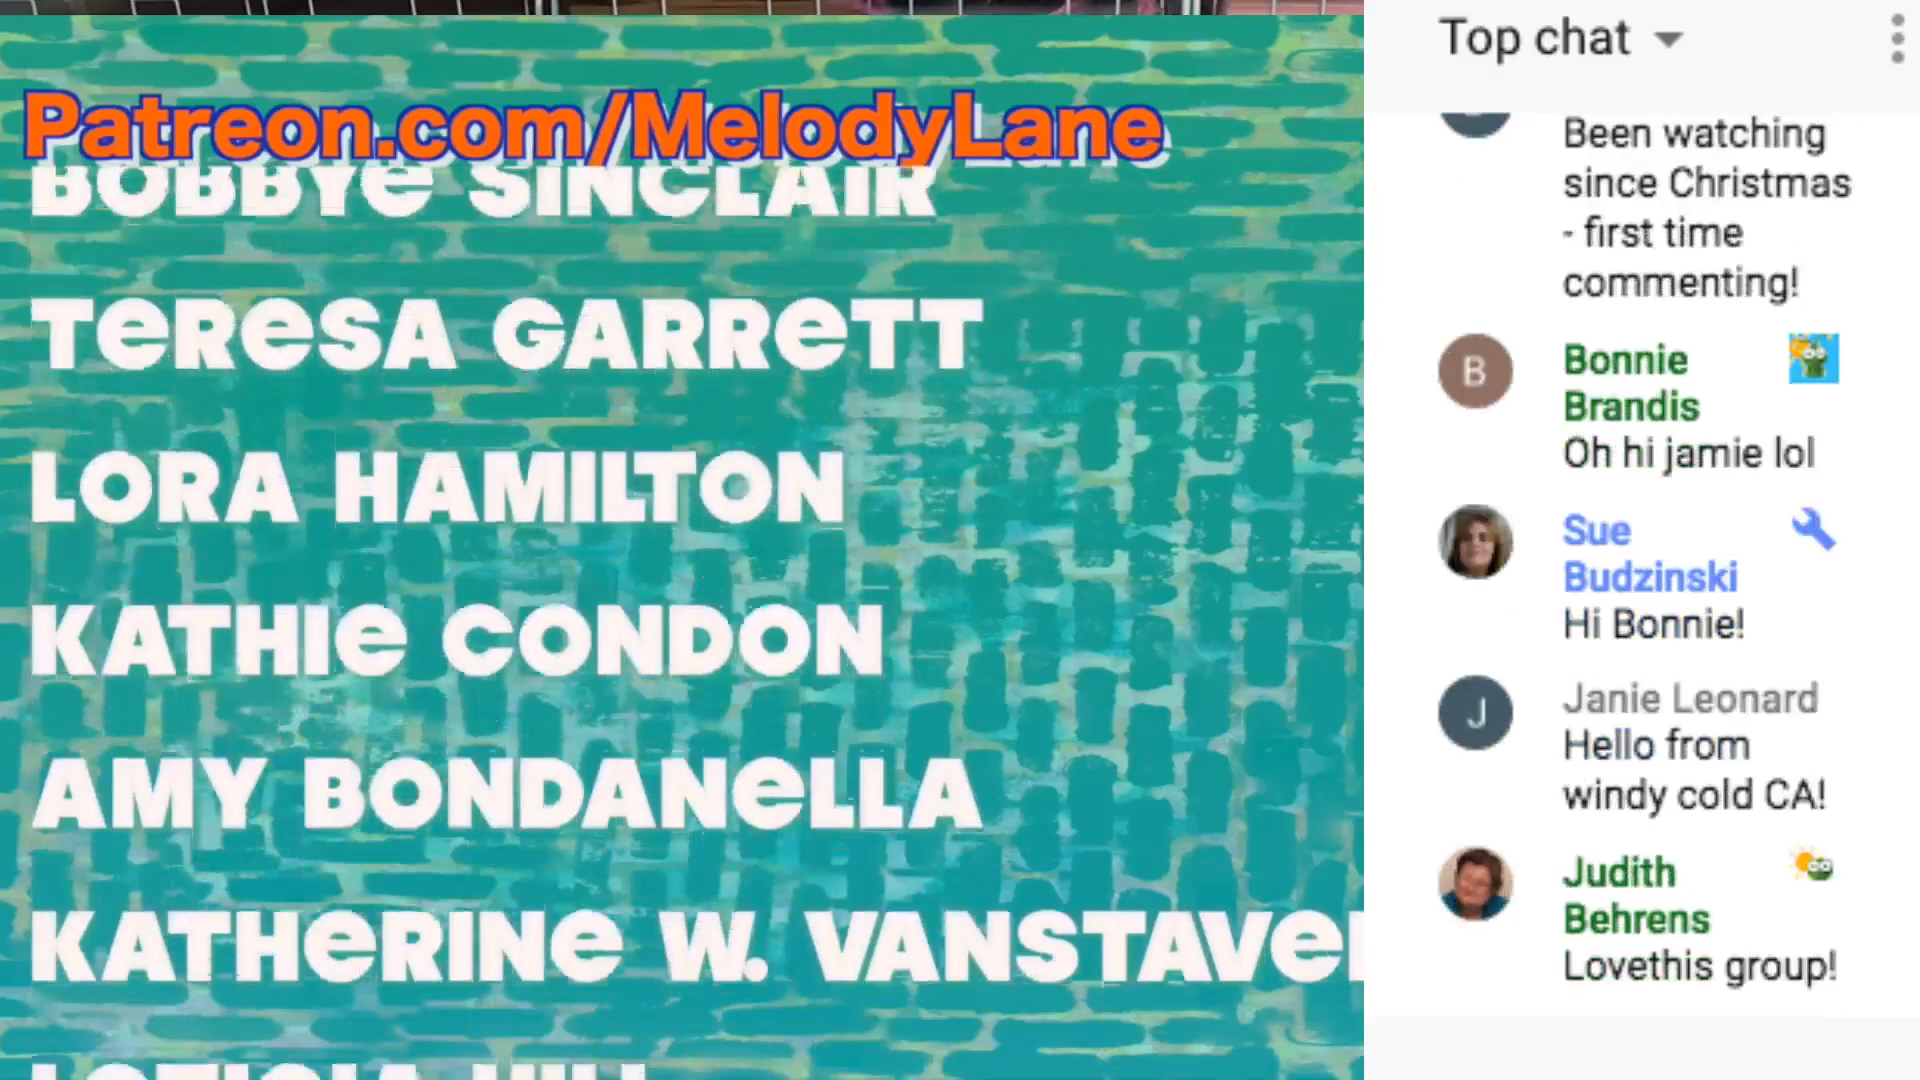 Patreon.com/MelodyLane
BOBBYe SINCLAIR
TeReSA GARReTT
LORA HAMILTON
KATHIe CONDON
AMY BONDANeLLA
KATHeRINe W. VANSTAVe
Top chat
Been watching
since Christmas
- first time
commenting!
B
Bonnie
Brandis
Oh hi jamie lol
Sue
Budzinski
Hi Bonnie!
J
Janie Leonard
Hello from
windy cold CA!
Judith
Behrens
Lovethis group!